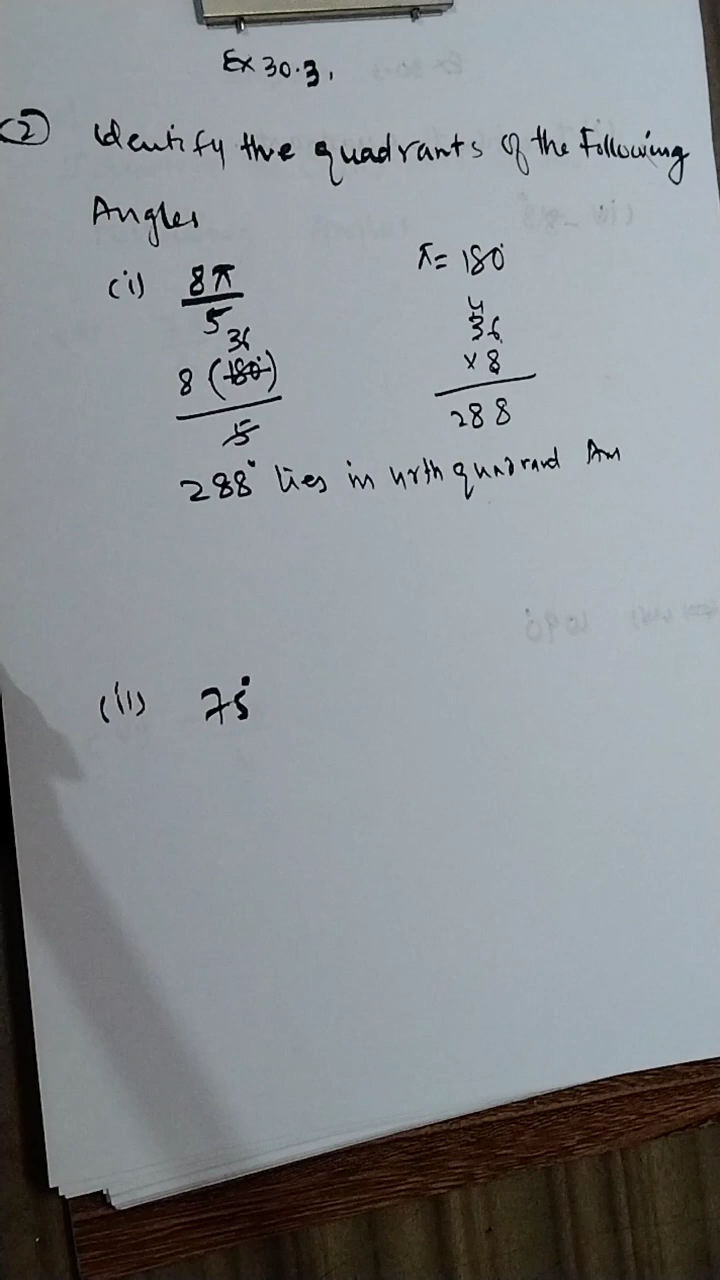 Ex 30.3.
(2) Identify the quadrants of the Following
Angles
(i) 8π/5
π = 180°
8 (180°)/5
36
4
36
×8
288
288° lies in 4rth quadrand Ans
(ii) 75°